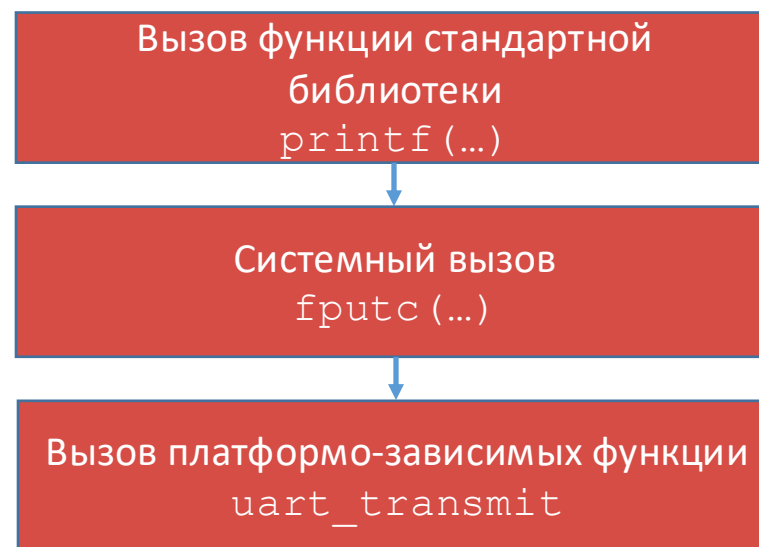 Вызов функции стандартной
библиотеки
printf(…)
Системный вызов
fputc(…)
Вызов платформо-зависимых функции
uart_transmit